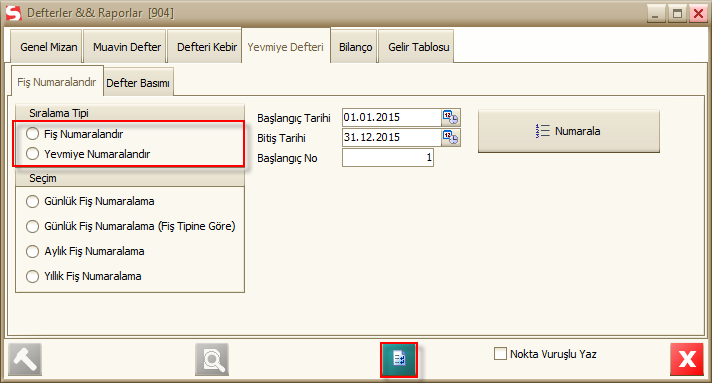 S Defterler && Raporlar [904]
Genel Mizan Muavin Defter Defteri Kebir Yevmiye Defteri Bilanço Gelir Tablosu
Fiş Numaralandır Defter Basımı
Sıralama Tipi
Fiş Numaralandır
Yevmiye Numaralandır
Seçim
Günlük Fiş Numaralama
Günlük Fiş Numaralama (Fiş Tipine Göre)
Aylık Fiş Numaralama
Yıllık Fiş Numaralama
Başlangıç Tarihi 01.01.2015 12
Bitiş Tarihi 31.12.2015 12
Başlangıç No 1
Numarala
Nokta Vuruşlu Yaz
X